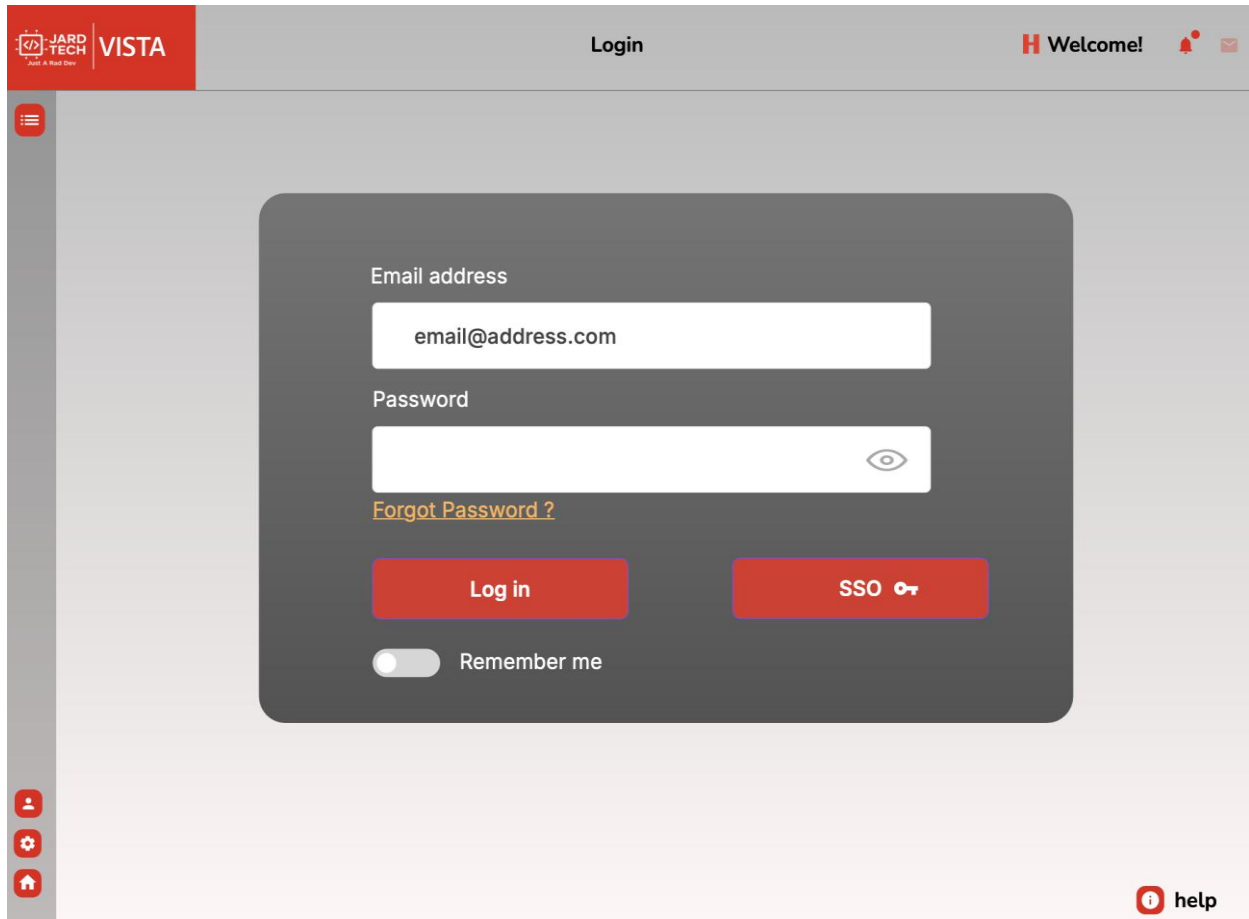 JARD
TECH
Just A Rad Dev
VISTA
Login
H Welcome!
Email address
email@address.com
Password
Forgot Password ?
Log in
SSO
Remember me
help